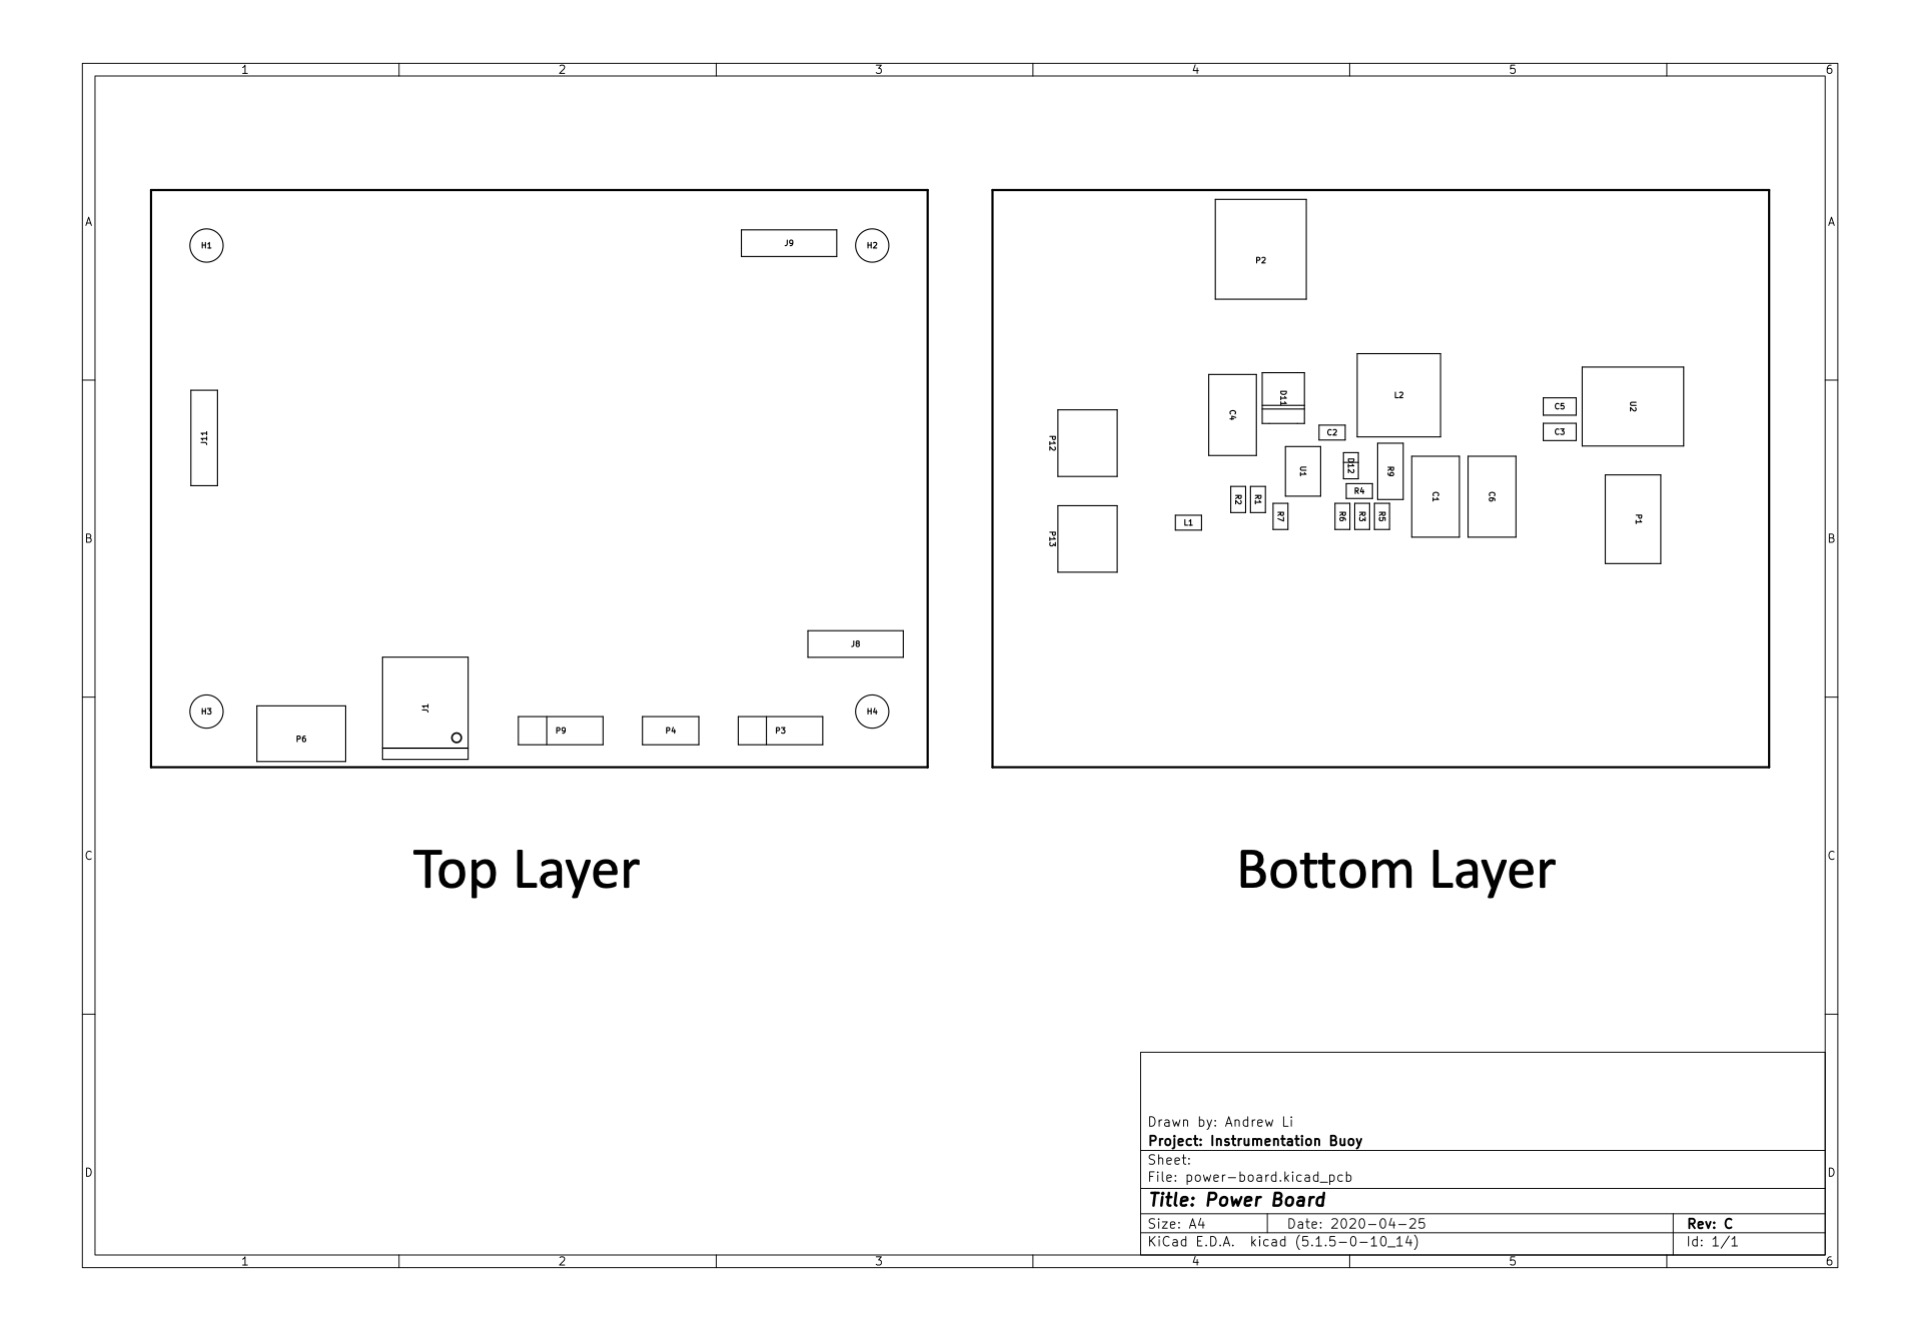 1 2 3 4 5 6
A A
H1 J9 H2
P2
J11
C4 D11 L2 C5 U2
C2 C3
P12
U1 D12 R9
R2 R1 R4 C1 C6
P13 L1 R7 R6 R3 R5 P1
B B
J8
H3 P6 J1 P9 P4 P3 H4
Top Layer Bottom Layer
C C
Drawn by: Andrew Li
Project: Instrumentation Buoy
Sheet:
File: power-board.kicad_pcb
D D
Title: Power Board
Size: A4 Date: 2020-04-25 Rev: C
KiCad E.D.A. kicad (5.1.5-0-10_14) Id: 1/1
1 2 3 4 5 6